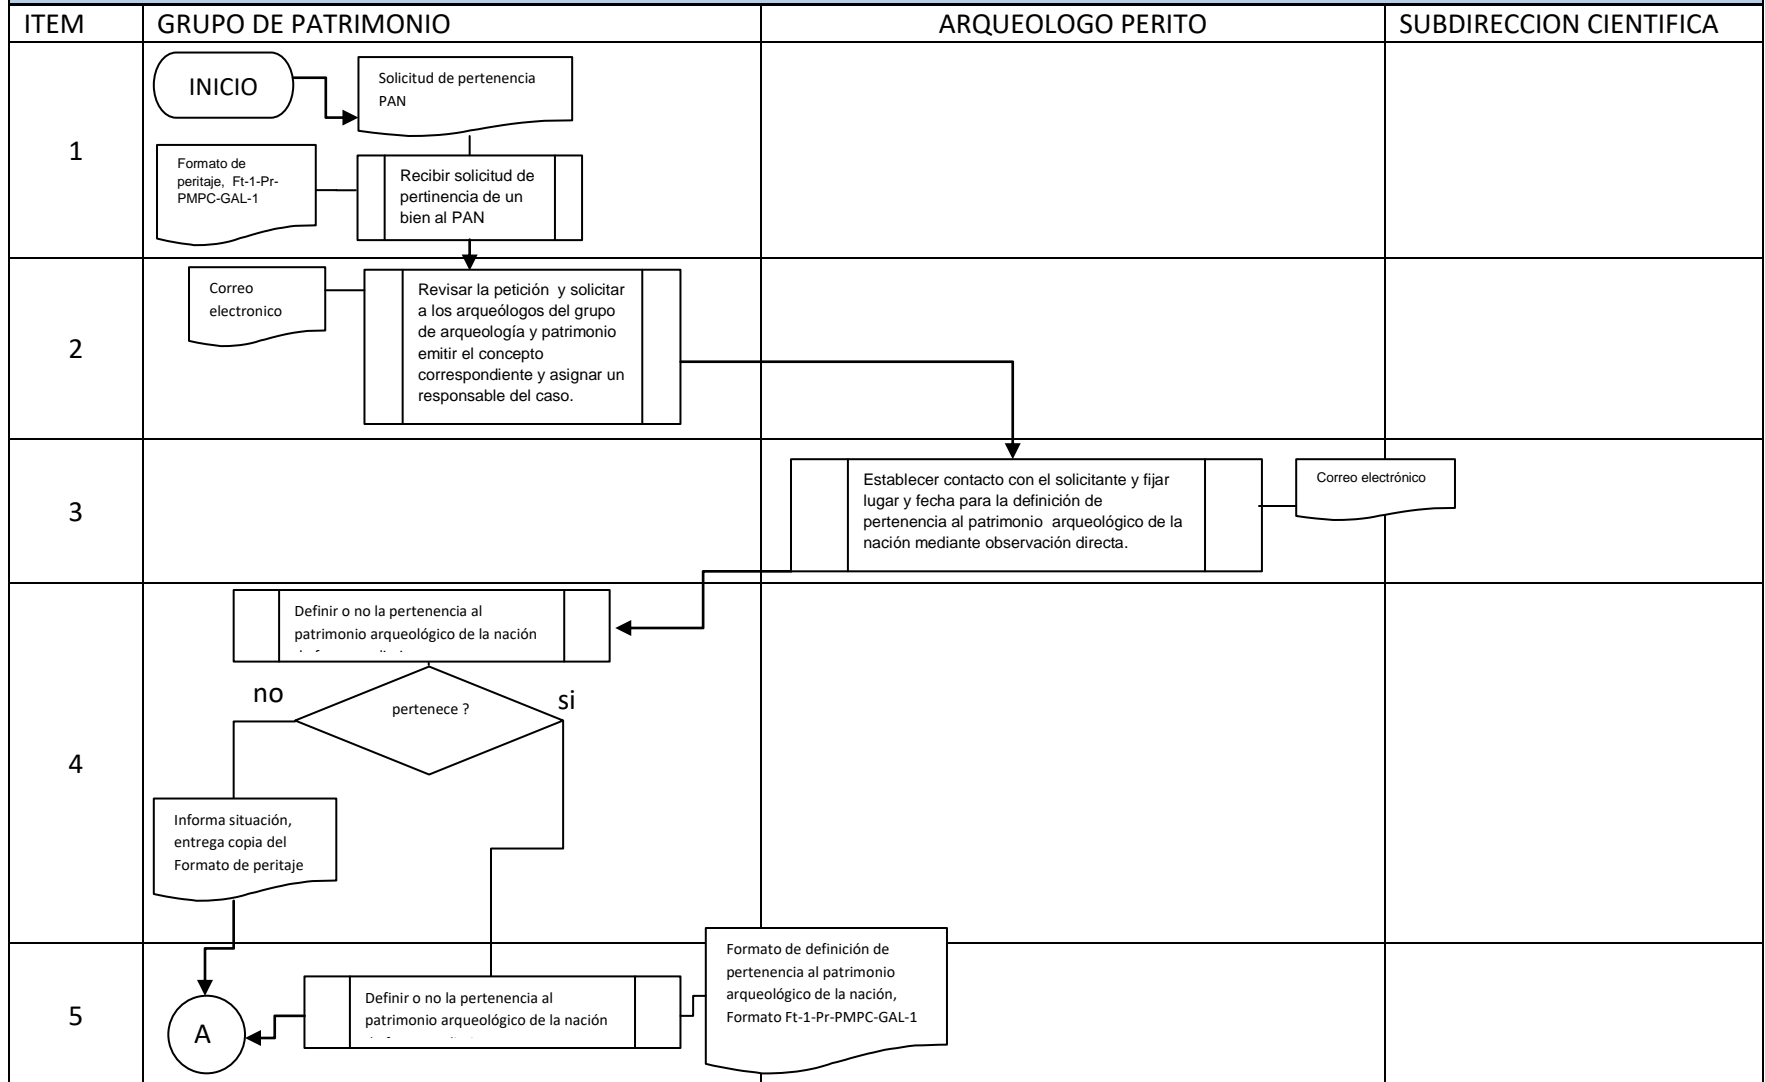 ITEM
GRUPO DE PATRIMONIO
ARQUEOLOGO PERITO
SUBDIRECCION CIENTIFICA
1
INICIO
Solicitud de pertenencia
PAN
Formato de
peritaje, Ft-1-Pr-
PMPC-GAL-1
Recibir solicitud de
pertinencia de un
bien al PAN
2
Correo
electronico
Revisar la petición y solicitar
a los arqueólogos del grupo
de arqueología y patrimonio
emitir el concepto
correspondiente y asignar un
responsable del caso.
3
Establecer contacto con el solicitante y fijar
lugar y fecha para la definición de
pertenencia al patrimonio arqueológico de la
nación mediante observación directa.
Correo electrónico
4
Definir o no la pertenencia al
patrimonio arqueológico de la nación
no
pertenece ?
si
Informa situación,
entrega copia del
Formato de peritaje
5
A
Definir o no la pertenencia al
patrimonio arqueológico de la nación
Formato de definición de
pertenencia al patrimonio
arqueológico de la nación,
Formato Ft-1-Pr-PMPC-GAL-1